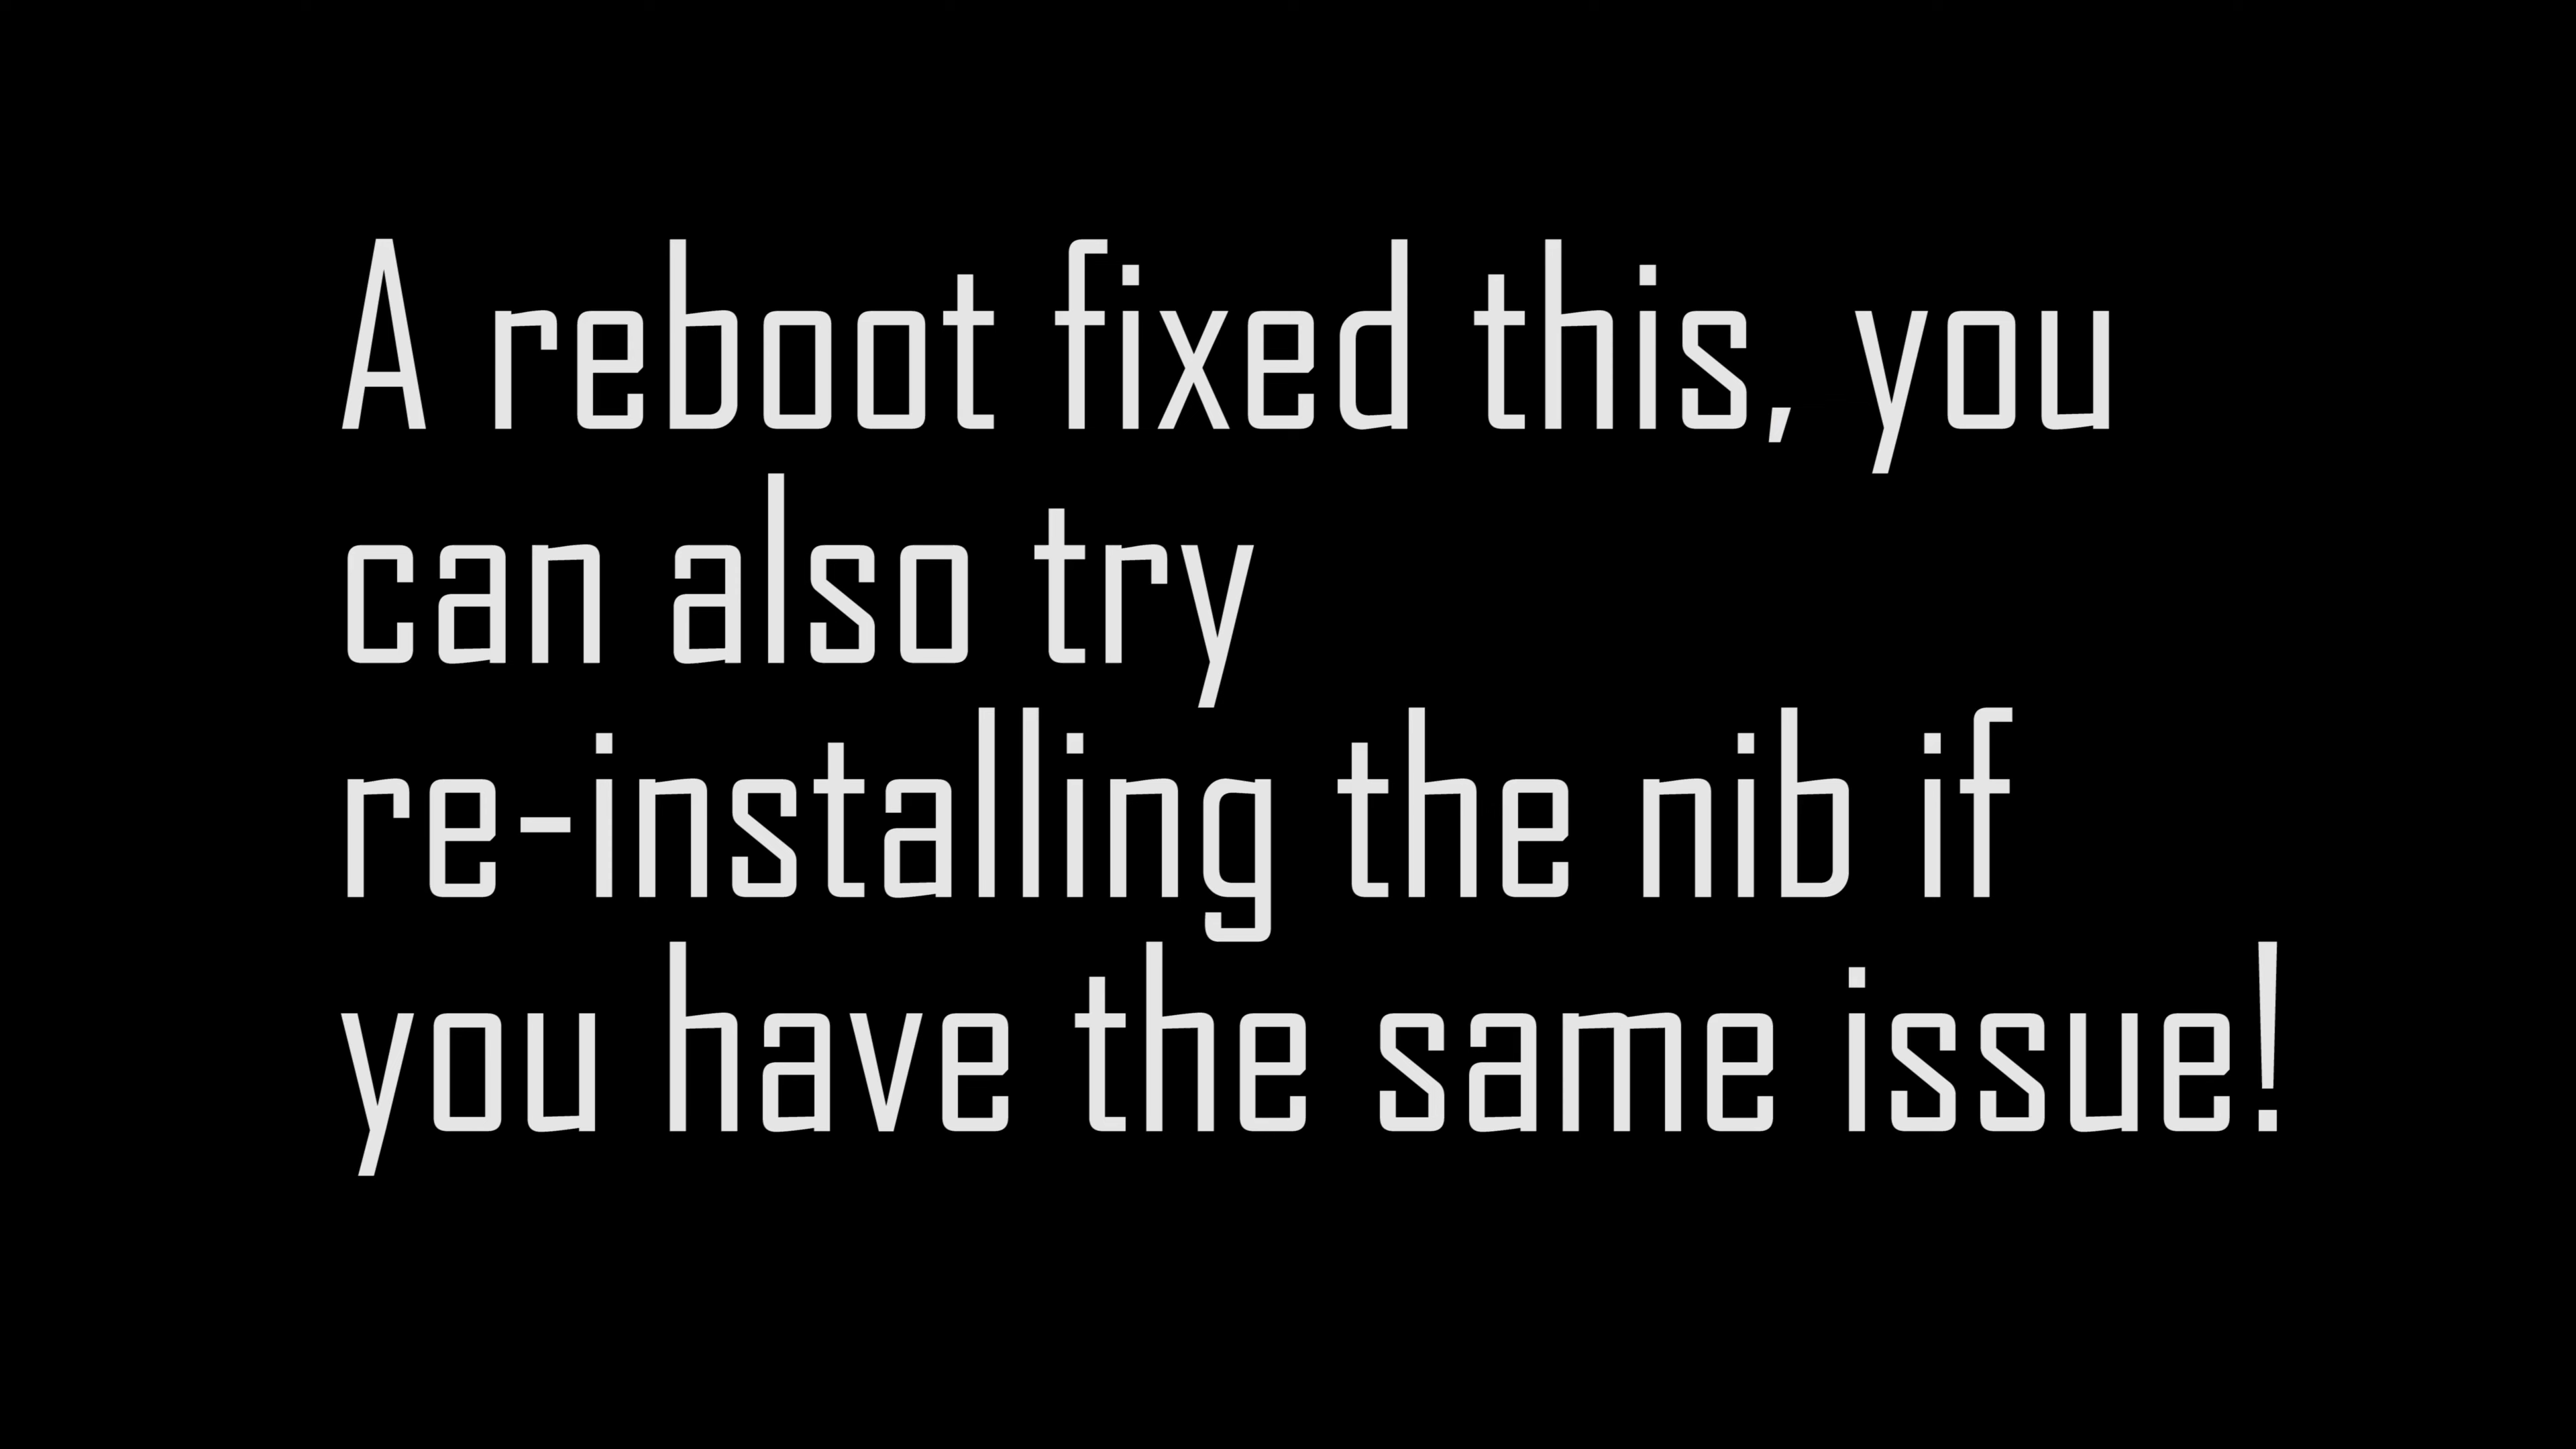 A reboot fixed this, you
can also try
re-installing the nib if
you have the same issue!